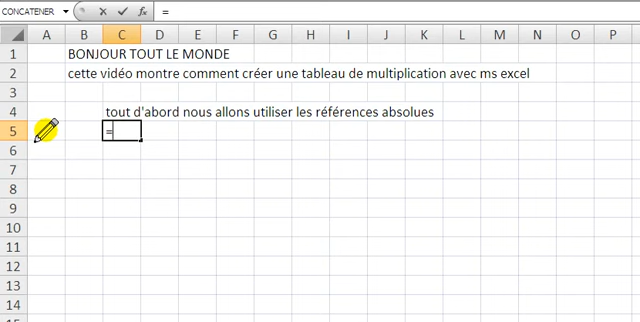 CONCATENER fx =
A B C D E F G H I J K L M N O P
1 BONJOUR TOUT LE MONDE
2 cette vidéo montre comment créer une tableau de multiplication avec ms excel
3
4 tout d'abord nous allons utiliser les références absolues
5 =
6
7
8
9
10
11
12
13
14
15